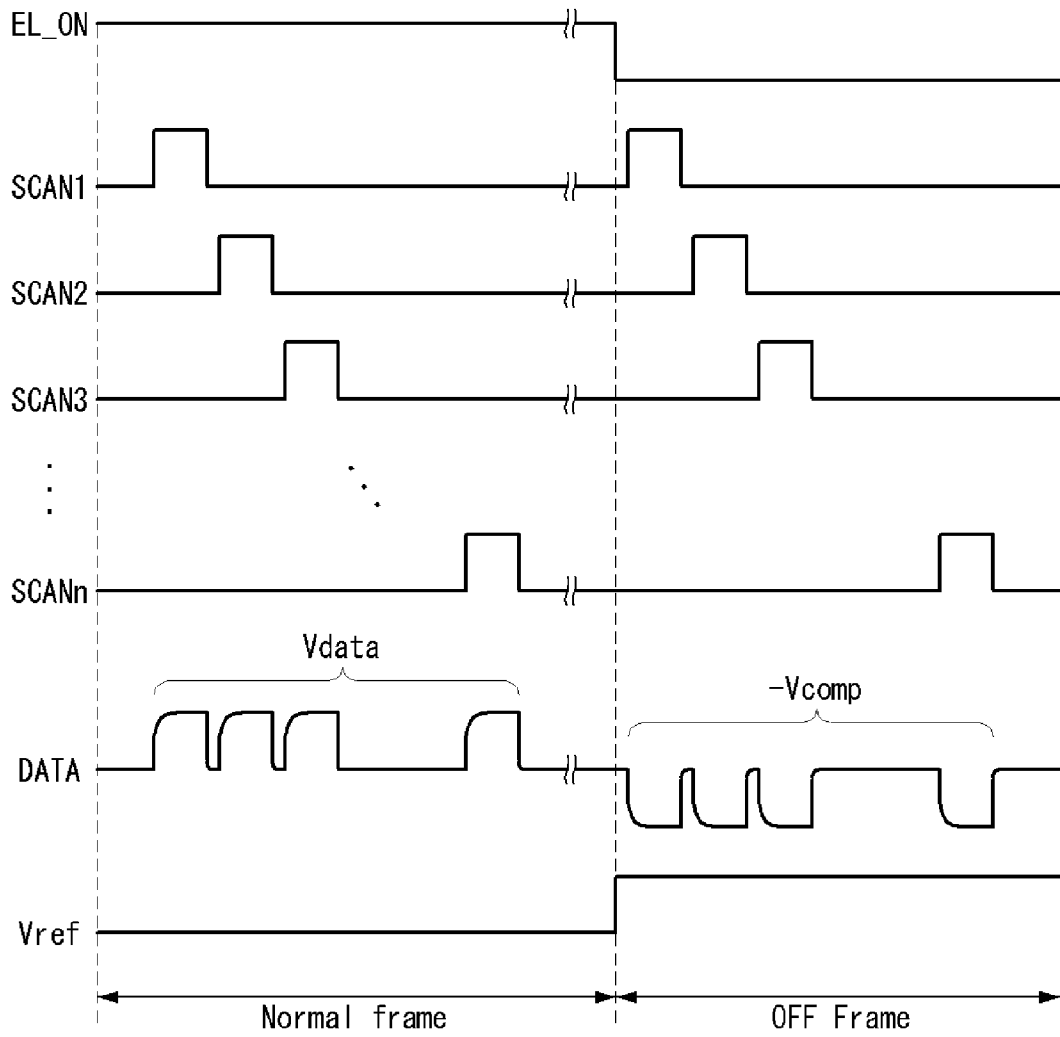 EL_ON
SCAN1
SCAN2
SCAN3
SCANn
Vdata
-Vcomp
DATA
Vref
Normal frame
OFF Frame